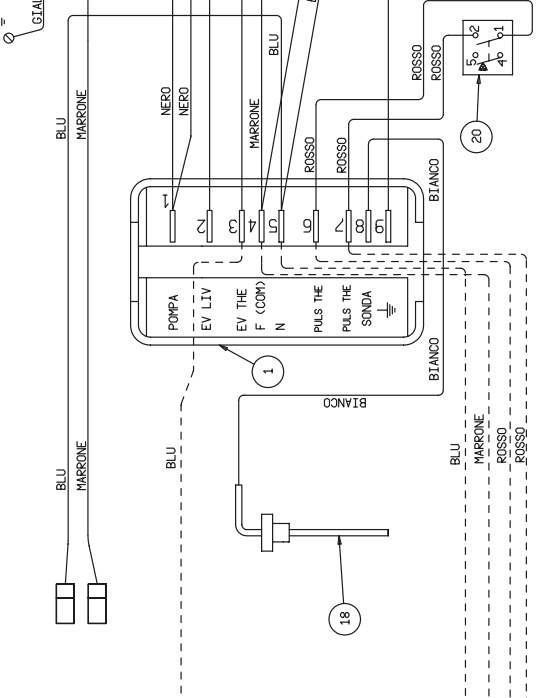 GIAL
BLU
MARRONE
NERO
NERO
MARRONE
BLU
ROSSO
ROSSO
ROSSO
ROSSO
BIANCO
2
1
5
4
20
1
2
3
4
5
6
7
8
9
POMPA
EV LIV
EV THE
F (COM)
N
PULS THE
PULS THE
SONDA
1
BIANCO
BIANCO
BLU
MARRONE
BLU
BLU
MARRONE
ROSSO
ROSSO
18